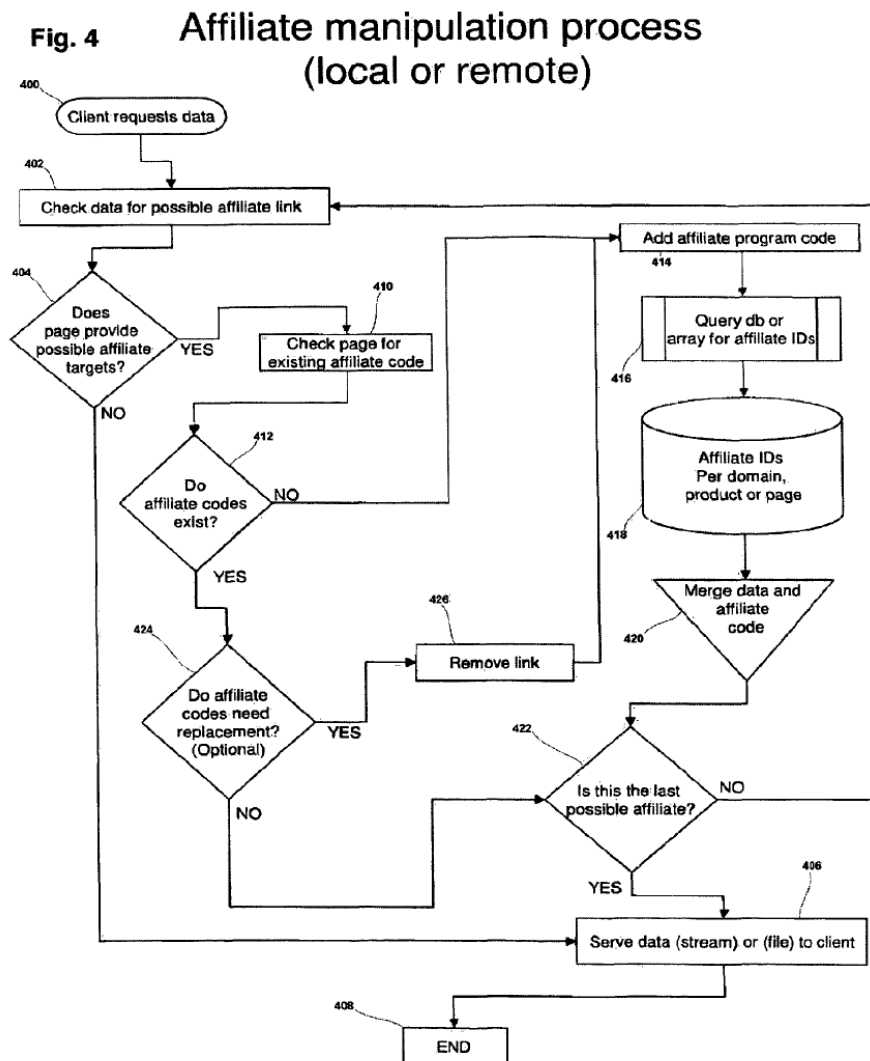 Fig. 4
Affiliate manipulation process
(local or remote)
400
Client requests data
402
Check data for possible affiliate link
404
Does
page provide
possible affiliate
targets?
YES
NO
410
Check page for
existing affiliate code
412
Do
affiliate codes
exist?
NO
YES
424
Do affiliate
codes need
replacement?
(Optional)
YES
NO
426
Remove link
Add affiliate program code
414
Query db or
array for affiliate IDs
416
Affiliate IDs
Per domain,
product or page
418
Merge data and
affiliate
code
420
422
Is this the last
possible affiliate?
NO
YES
406
Serve data (stream) or (file) to client
408
END